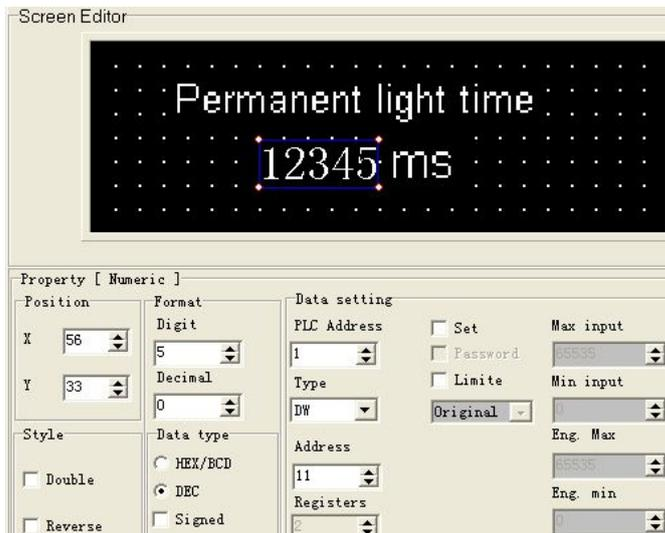 Screen Editor
Permanent light time
12345 ms
Property [ Numeric ]
Position
X 56
Y 33
Style
Double
Reverse
Format
Digit
5
Decimal
0
Data type
HEX/BCD
DEC
Signed
Data setting
PLC Address
1
Type
DW
Address
11
Registers
2
Set
Password
Limite
Original
Max input
65535
Min input
0
Eng. Max
65535
Eng. min
0